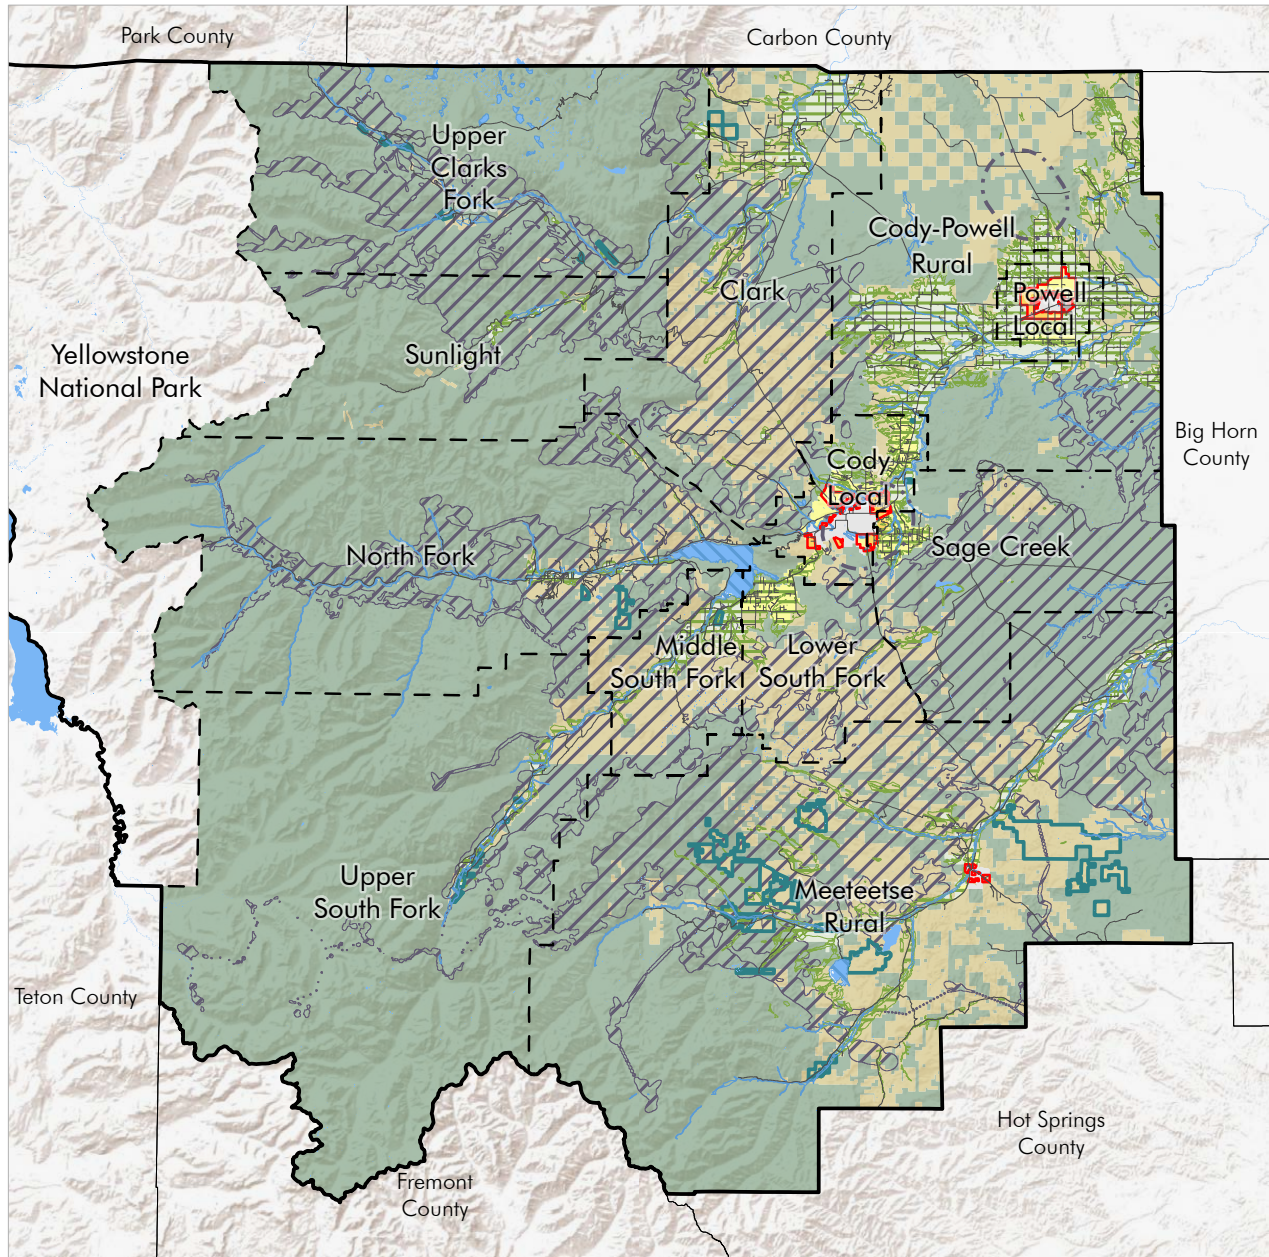 Park County
Carbon County
Upper
Clarks
Fork
Cody-Powell
Rural
Clark
Powell
Local
Yellowstone
National Park
Sunlight
Big Horn
County
Cody
Local
North Fork
Sage Creek
Middle
South Fork
Lower
South Fork
Upper
South Fork
Meeteetse
Rural
Teton County
Hot Springs
County
Fremont
County